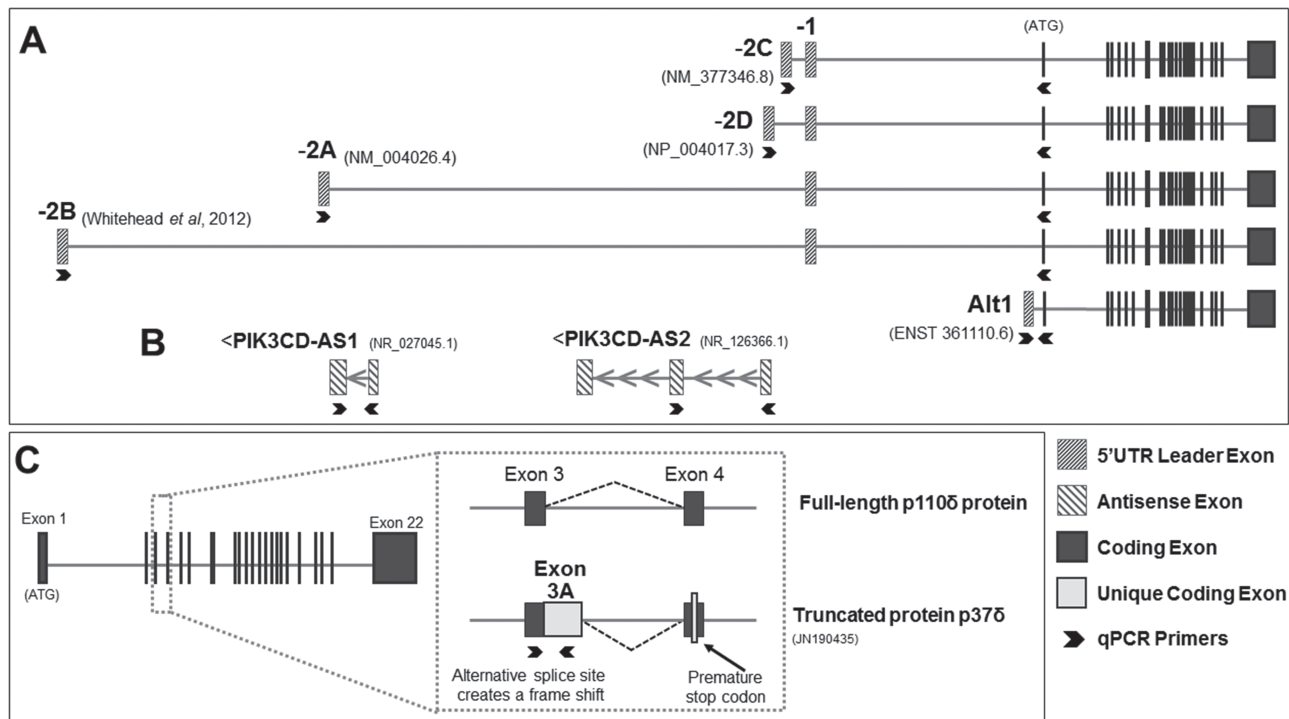 A
-1
(ATG)
-2C
(NM_377346.8)
-2D
(NP_004017.3)
-2A (NM_004026.4)
-2B (Whitehead et al, 2012)
Alt1
(ENST 361110.6)
B
<PIK3CD-AS1 (NR_027045.1)
<PIK3CD-AS2 (NR_126366.1)
C
Exon 1
(ATG)
Exon 22
Exon 3 Exon 4
Full-length p110δ protein
Exon
3A
Truncated protein p37δ
(JN190435)
Alternative splice site
creates a frame shift
Premature
stop codon
5'UTR Leader Exon
Antisense Exon
Coding Exon
Unique Coding Exon
qPCR Primers